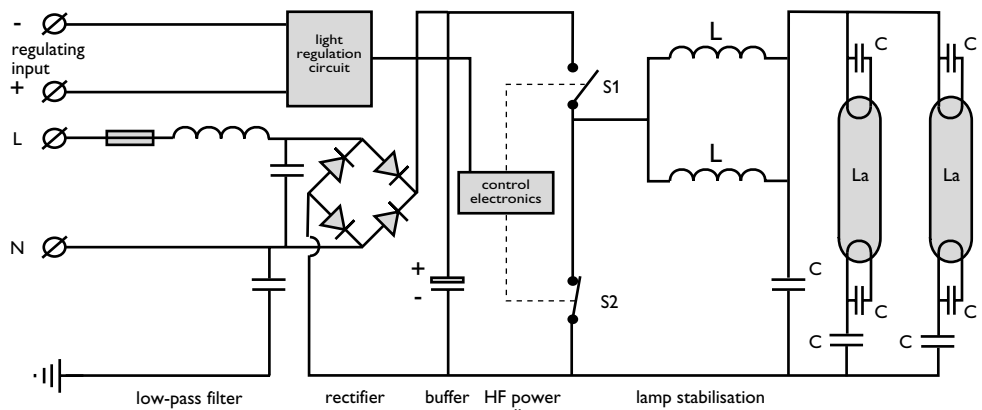 -
regulating
input
+
light
regulation
circuit
L
N
control
electronics
+
-
S1
S2
L
L
C
C
C
La
La
C
C
C
C
C
low-pass filter
rectifier
buffer
HF power
lamp stabilisation